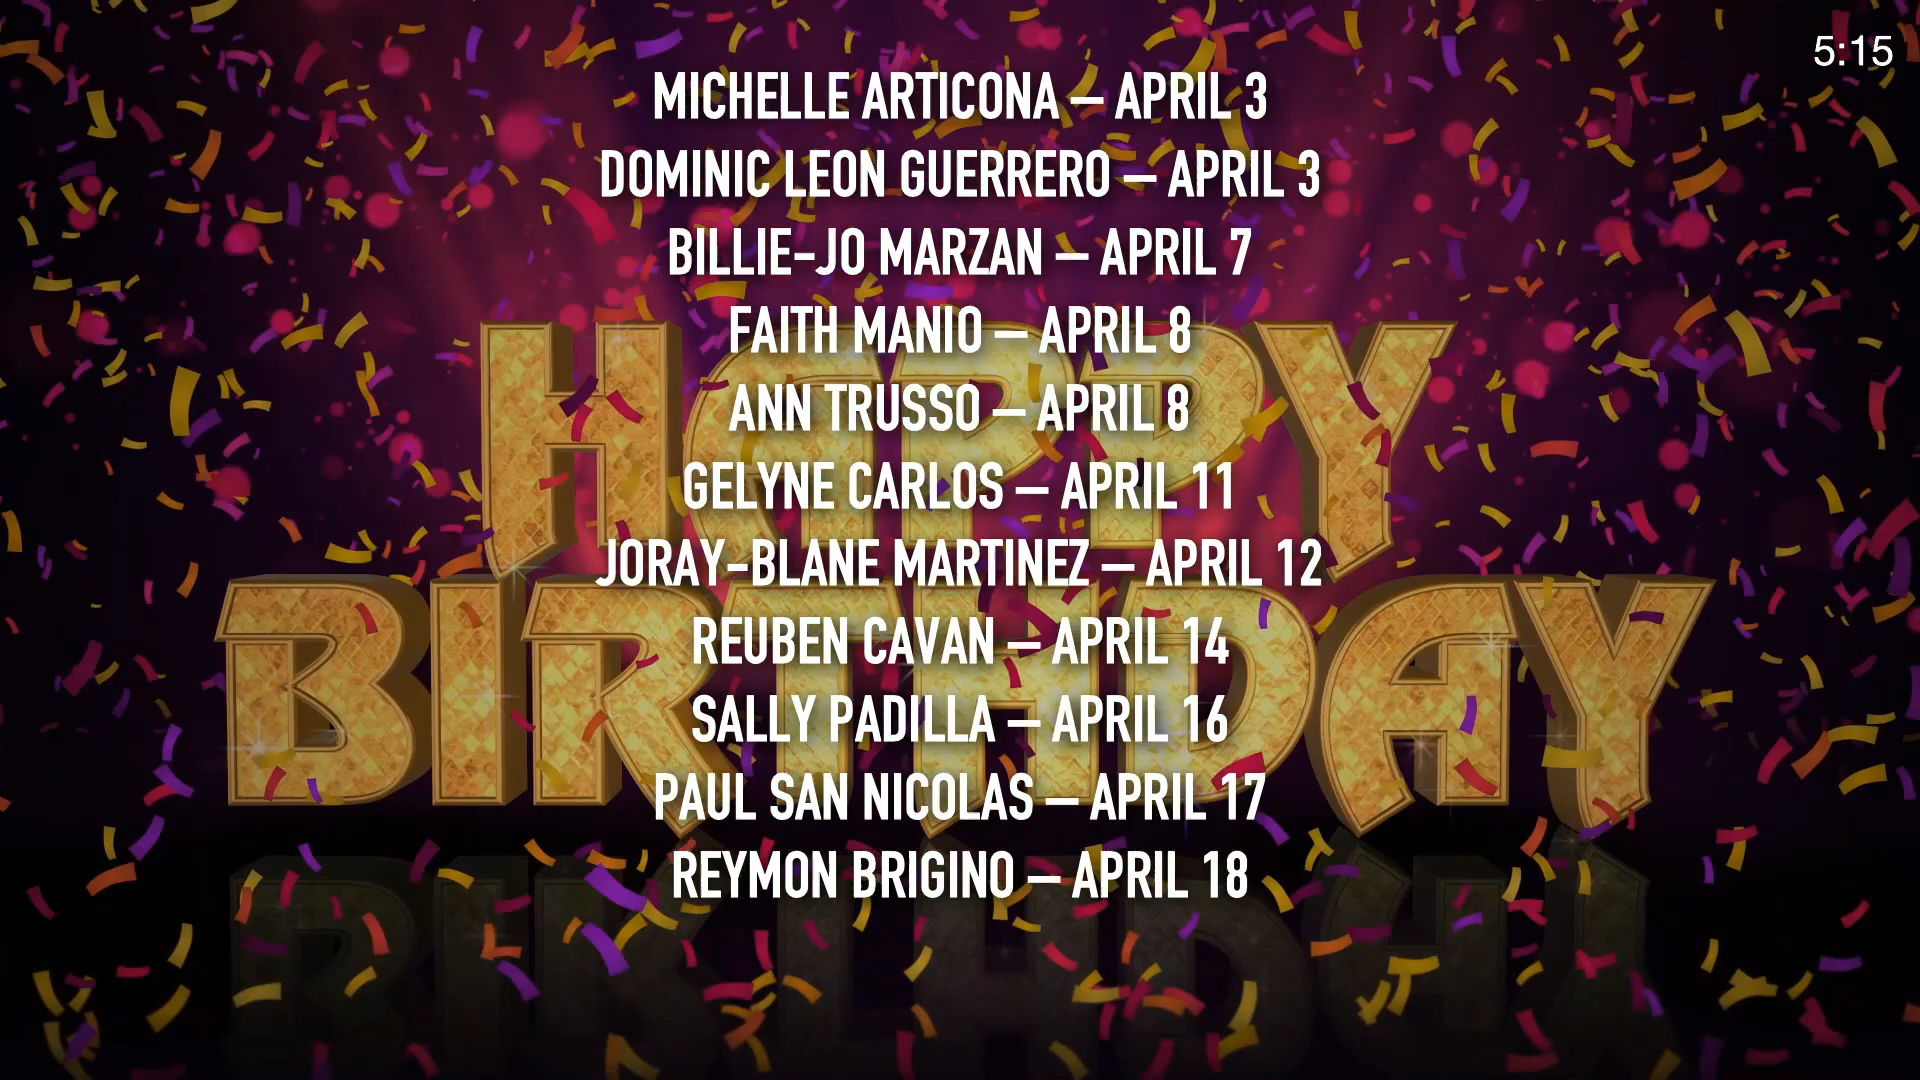 5:15
MICHELLE ARTICONA – APRIL 3
DOMINIC LEON GUERRERO – APRIL 3
BILLIE-JO MARZAN – APRIL 7
FAITH MANIO – APRIL 8
ANN TRUSSO – APRIL 8
GELYNE CARLOS – APRIL 11
JORAY-BLANE MARTINEZ – APRIL 12
REUBEN CAVAN – APRIL 14
SALLY PADILLA – APRIL 16
PAUL SAN NICOLAS – APRIL 17
REYMON BRIGINO – APRIL 18
HAPPY
BIRTHDAY